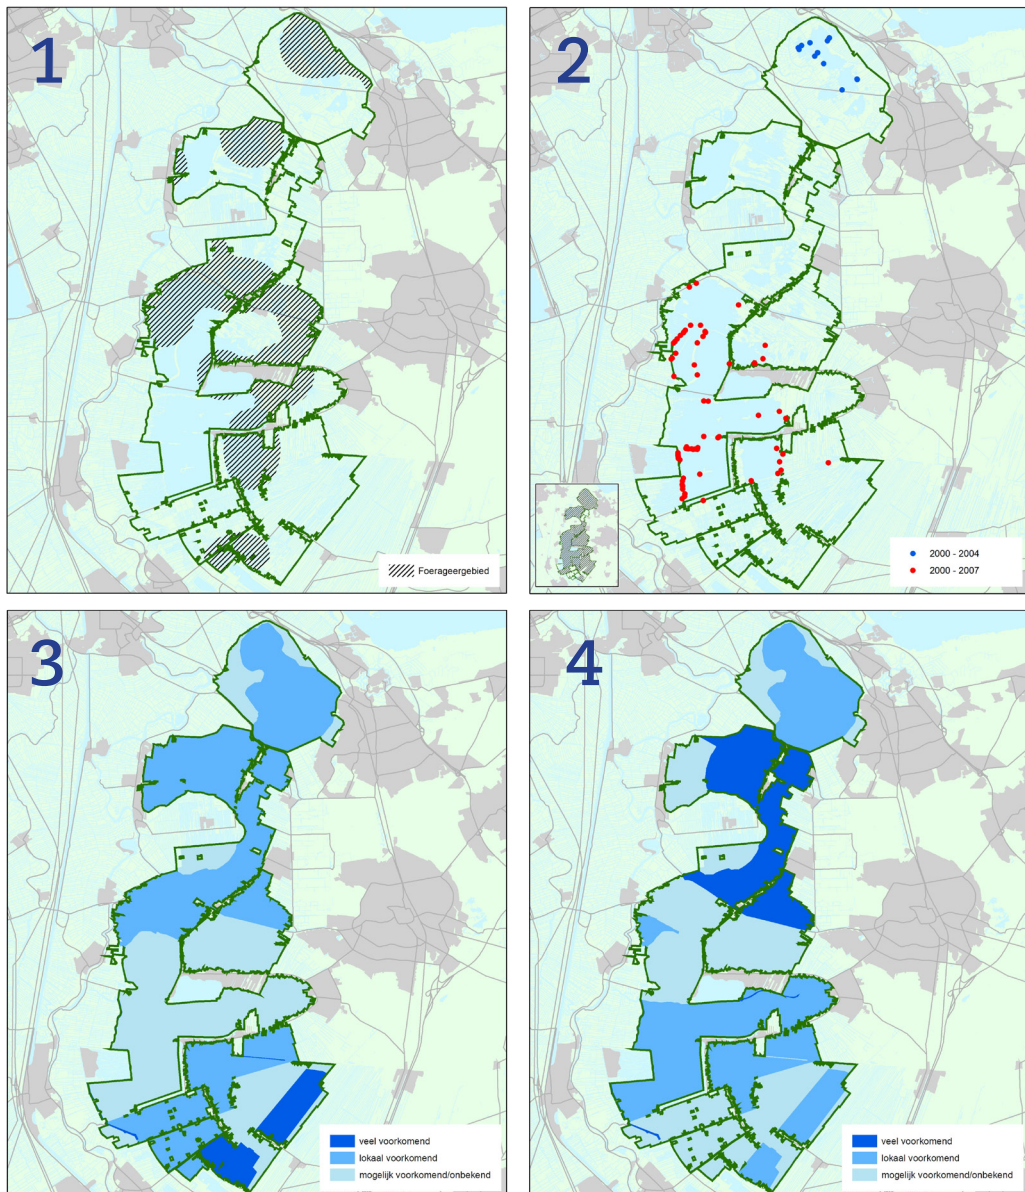 1
Foerageergebied
2
2000 - 2004
2000 - 2007
3
veel voorkomend
lokaal voorkomend
mogelijk voorkomend/onbekend
4
veel voorkomend
lokaal voorkomend
mogelijk voorkomend/onbekend